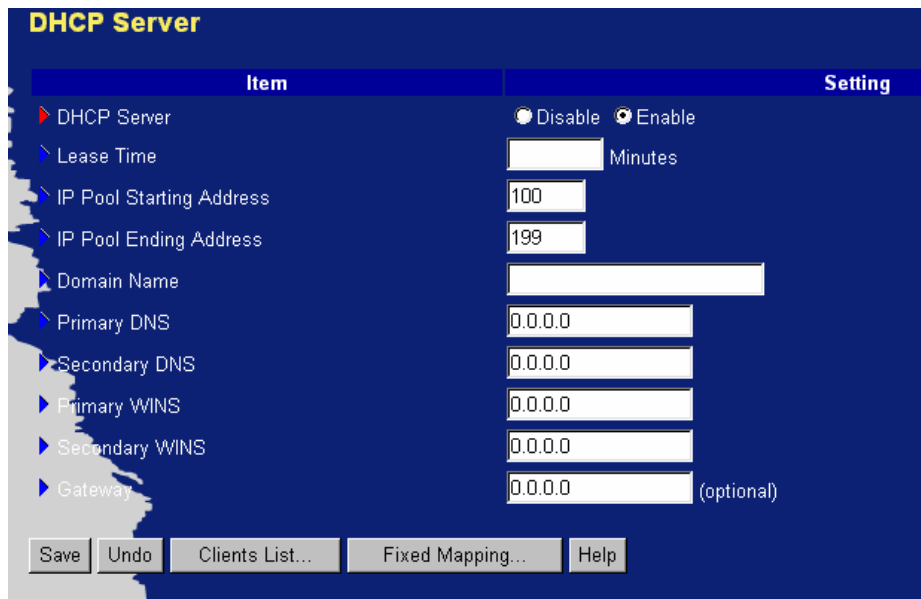 DHCP Server
Item Setting
DHCP Server Disable Enable
Lease Time Minutes
IP Pool Starting Address 100
IP Pool Ending Address 199
Domain Name
Primary DNS 0.0.0.0
Secondary DNS 0.0.0.0
Primary WINS 0.0.0.0
Secondary WINS 0.0.0.0
Gateway 0.0.0.0 (optional)
Save Undo Clients List... Fixed Mapping... Help